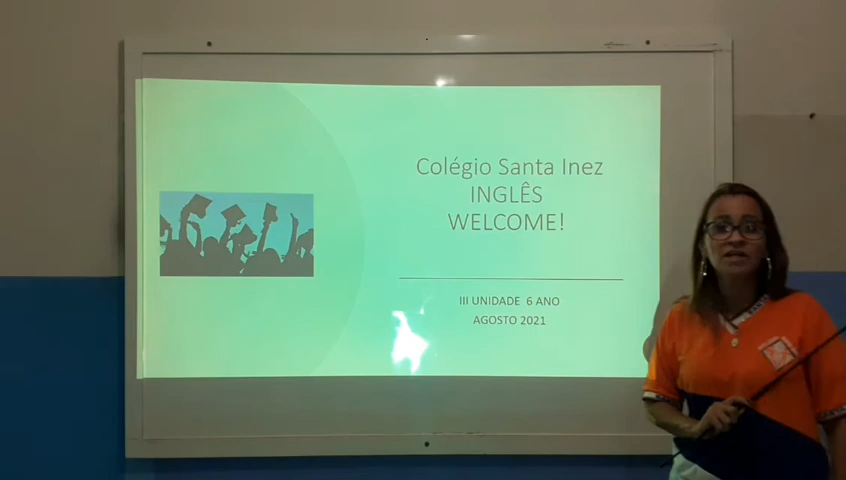 Colégio Santa Inez
INGLÊS
WELCOME!
III UNIDADE 6 ANO
AGOSTO 2021